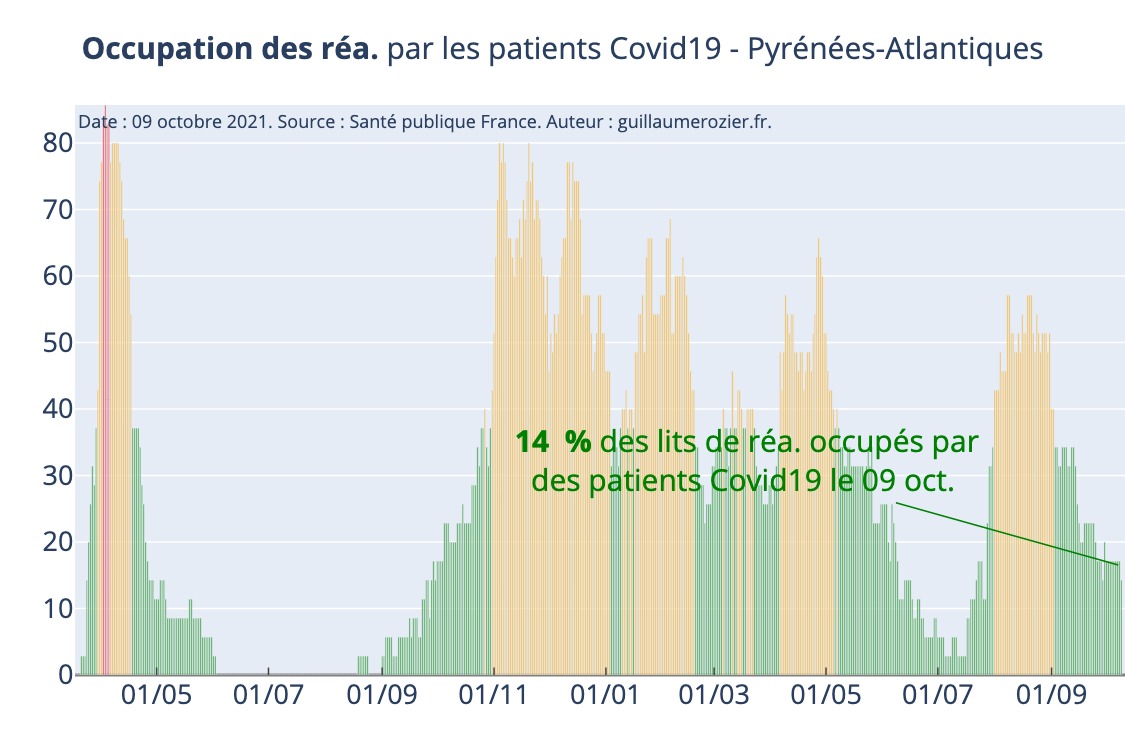 Occupation des réa. par les patients Covid19 - Pyrénées-Atlantiques
Date : 09 octobre 2021. Source : Santé publique France. Auteur : guillaumerozier.fr.
80
70
60
50
40
30
20
10
0
14 % des lits de réa. occupés par
des patients Covid19 le 09 oct.
01/05 01/07 01/09 01/11 01/01 01/03 01/05 01/07 01/09